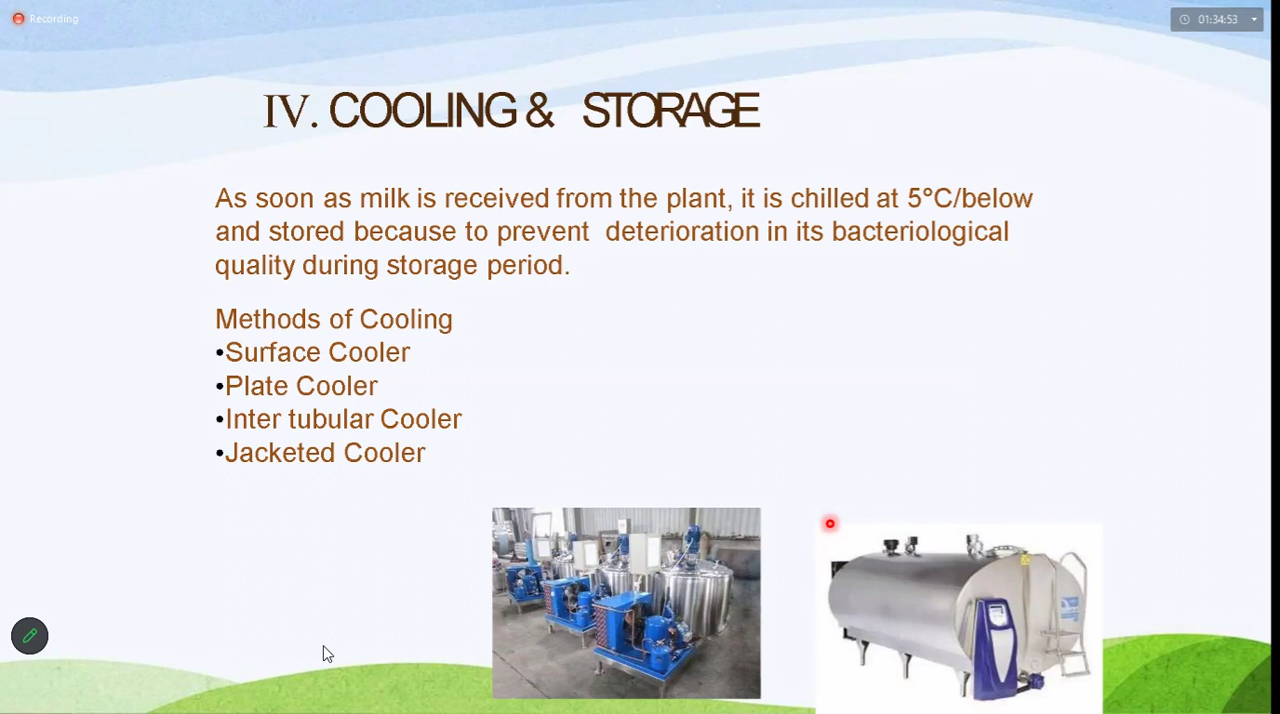 Recording
01:34:53
IV. COOLING & STORAGE
As soon as milk is received from the plant, it is chilled at 5°C/below
and stored because to prevent deterioration in its bacteriological
quality during storage period.
Methods of Cooling
•Surface Cooler
•Plate Cooler
•Inter tubular Cooler
•Jacketed Cooler